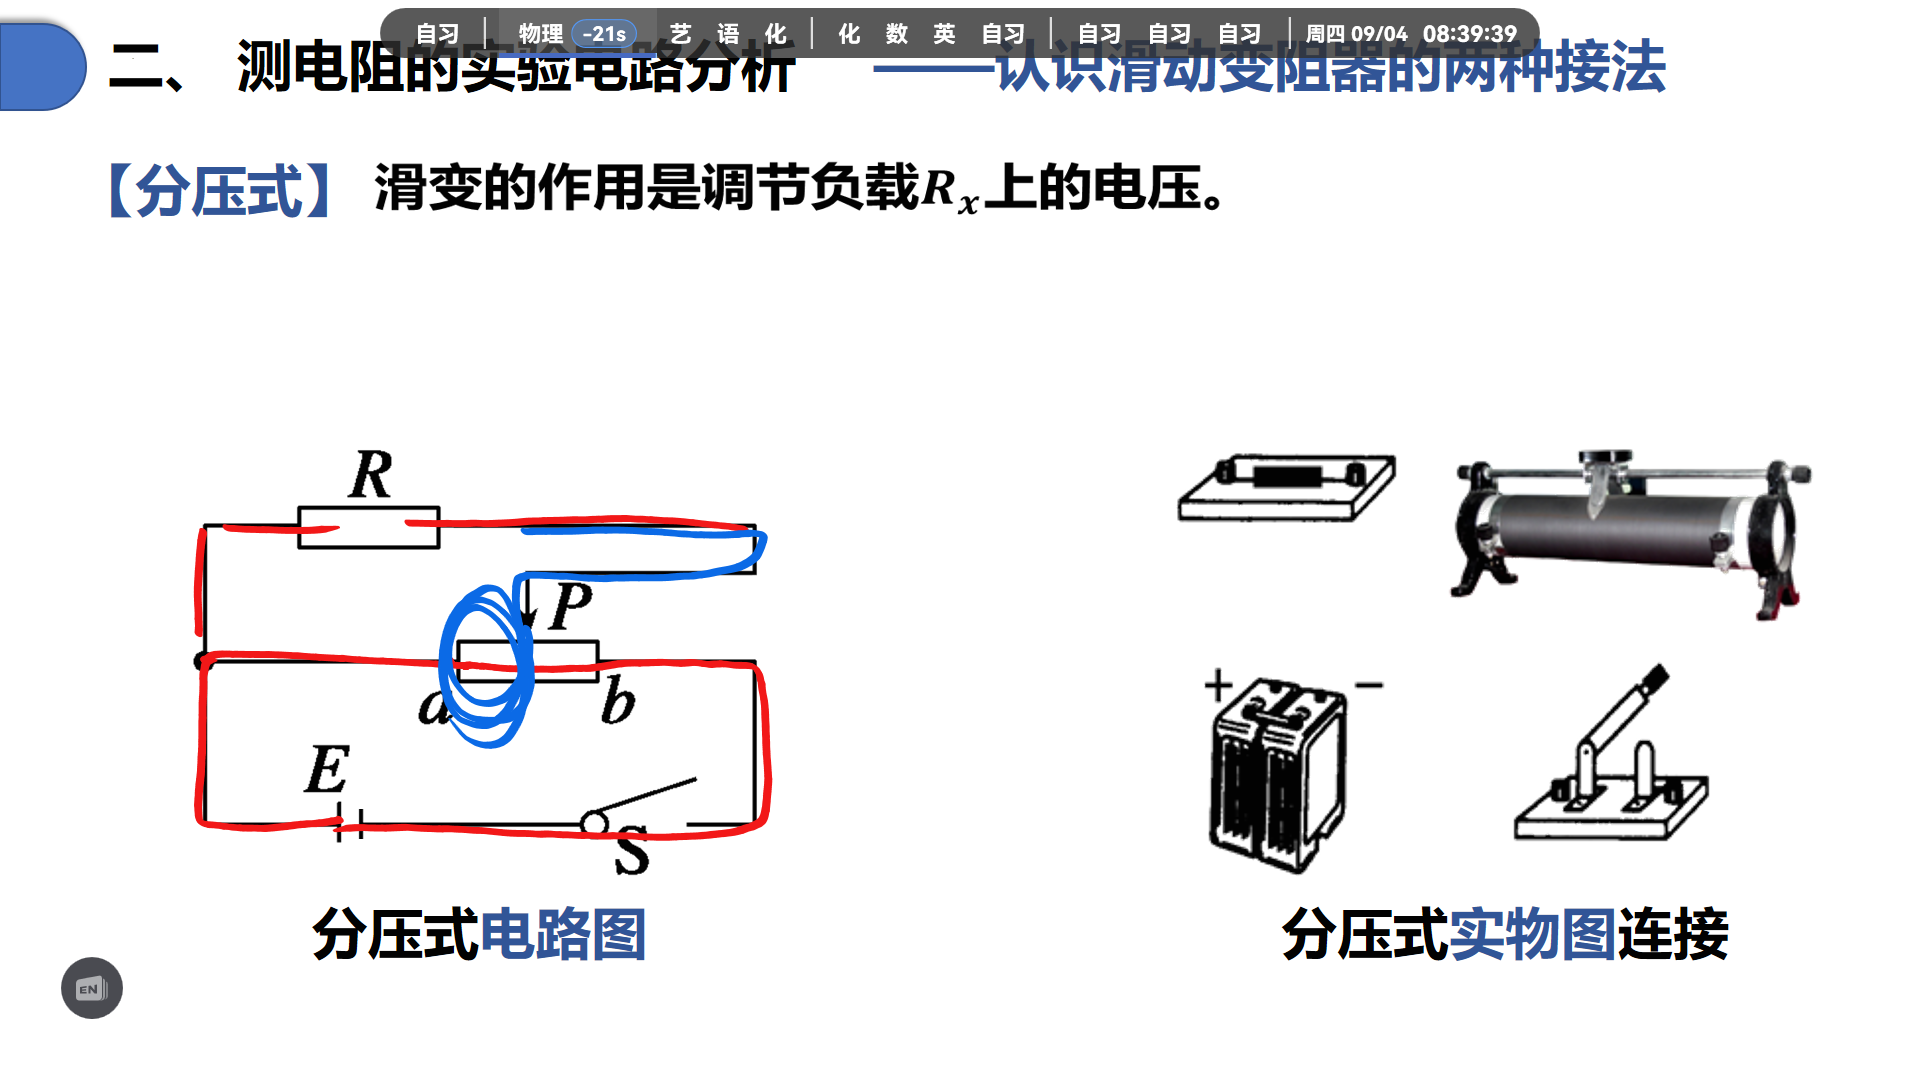 自习 | 物理 -21s 艺 语 化 | 化 数 英 自习 | 自习 自习 自习 | 周四 09/04 08:39:39
二、 测电阻的实验电路分析 ——认识滑动变阻器的两种接法
【分压式】 滑变的作用是调节负载Rₓ上的电压。
R
P
a b
E
S
+ −
分压式电路图 分压式实物图连接
EN